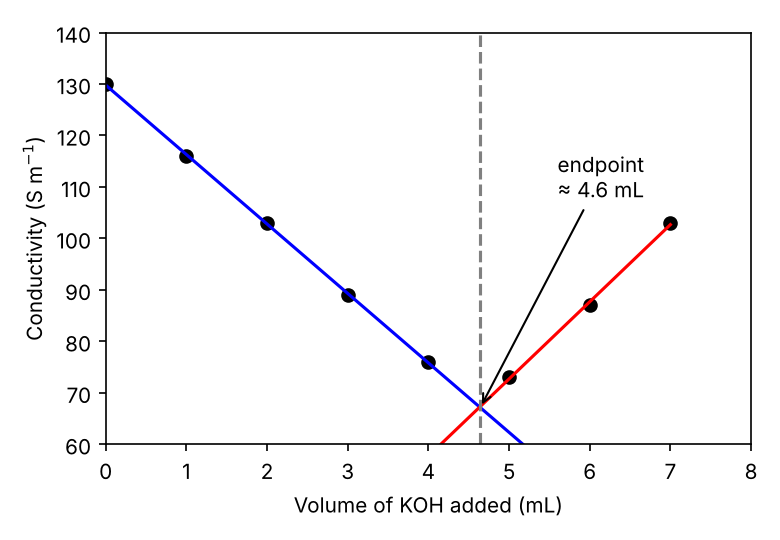 140
130
120
110
100
90
80
70
60
Conductivity (S m⁻¹)
endpoint
≈ 4.6 mL
0 1 2 3 4 5 6 7 8
Volume of KOH added (mL)